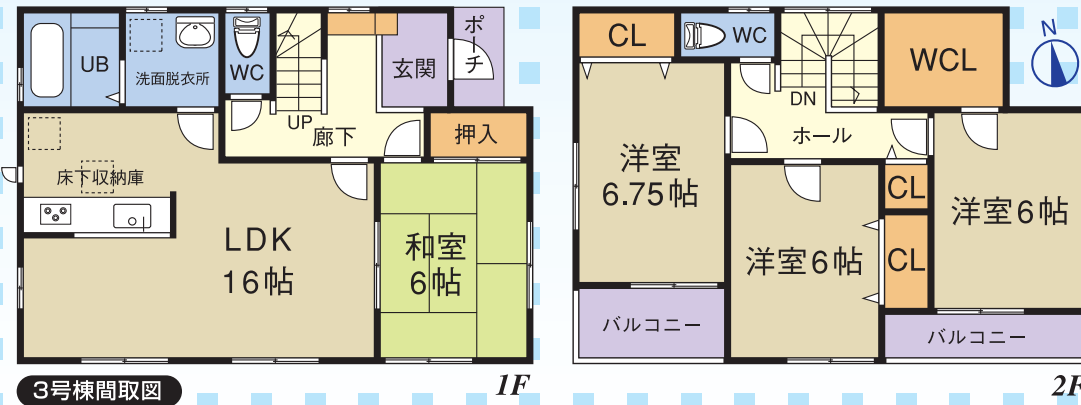 UB
洗面脱衣所
WC
UP
廊下
玄関
ポーチ
押入
床下収納庫
LDK
16帖
和室
6帖
3号棟間取図
1F
CL
WC
DN
ホール
WCL
N
洋室
6.75帖
洋室6帖
CL
CL
洋室6帖
バルコニー
バルコニー
2F